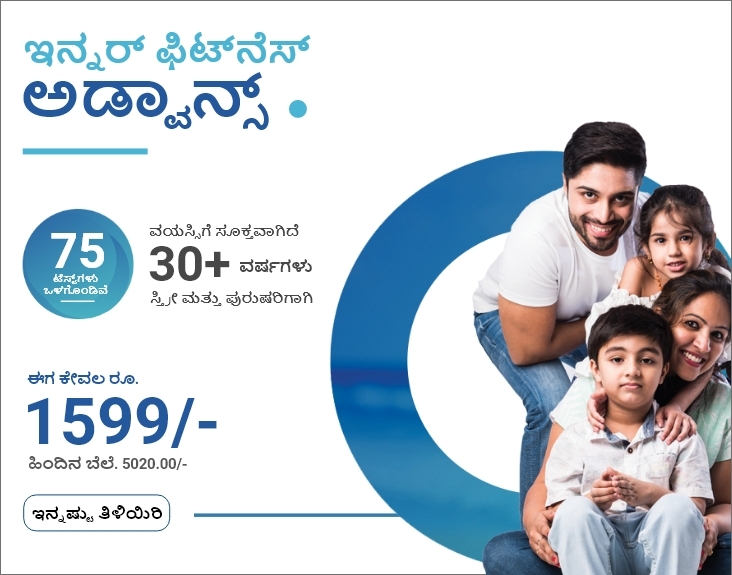 ಇನ್ನರ್ ಫಿಟ್‌ನೆಸ್
ಅಡ್ವಾನ್ಸ್ .
75
ಟೆಸ್ಟ್‌ಗಳು
ಒಳಗೊಂಡಿವೆ
ವಯಸ್ಸಿಗೆ ಸೂಕ್ತವಾಗಿದೆ
30+ ವರ್ಷಗಳು
ಸ್ತ್ರೀ ಮತ್ತು ಪುರುಷರಿಗಾಗಿ
ಈಗ ಕೇವಲ ರೂ.
1599/-
ಹಿಂದಿನ ಬೆಲೆ. 5020.00/-
ಇನ್ನಷ್ಟು ತಿಳಿಯಿರಿ